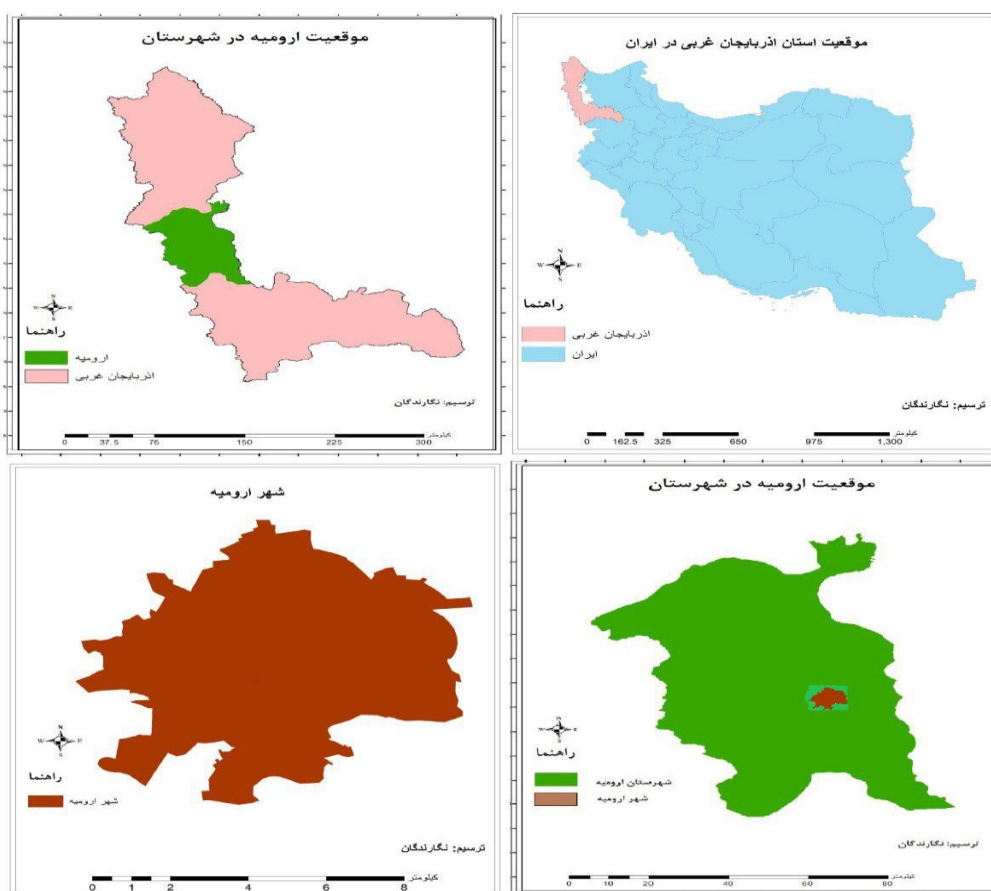 موقعیت استان اذربایجان غربی در ایران
N
W E
S
راهنما
اذربایجان غربی
ایران
ترسیم: نگارندگان
کیلومتر
0 162.5 325 650 975 1,300
موقعیت ارومیه در شهرستان
N
W E
S
راهنما
ارومیه
اذربایجان غربی
ترسیم: نگارندگان
کیلومتر
0 37.5 75 150 225 300
موقعیت ارومیه در شهرستان
N
W E
S
راهنما
شهرستان ارومیه
شهر ارومیه
ترسیم: نگارندگان
کیلومتر
0 5 10 20 40 60 80
شهر ارومیه
N
W E
S
راهنما
شهر ارومیه
ترسیم: نگارندگان
کیلومتر
0 1 2 4 6 8